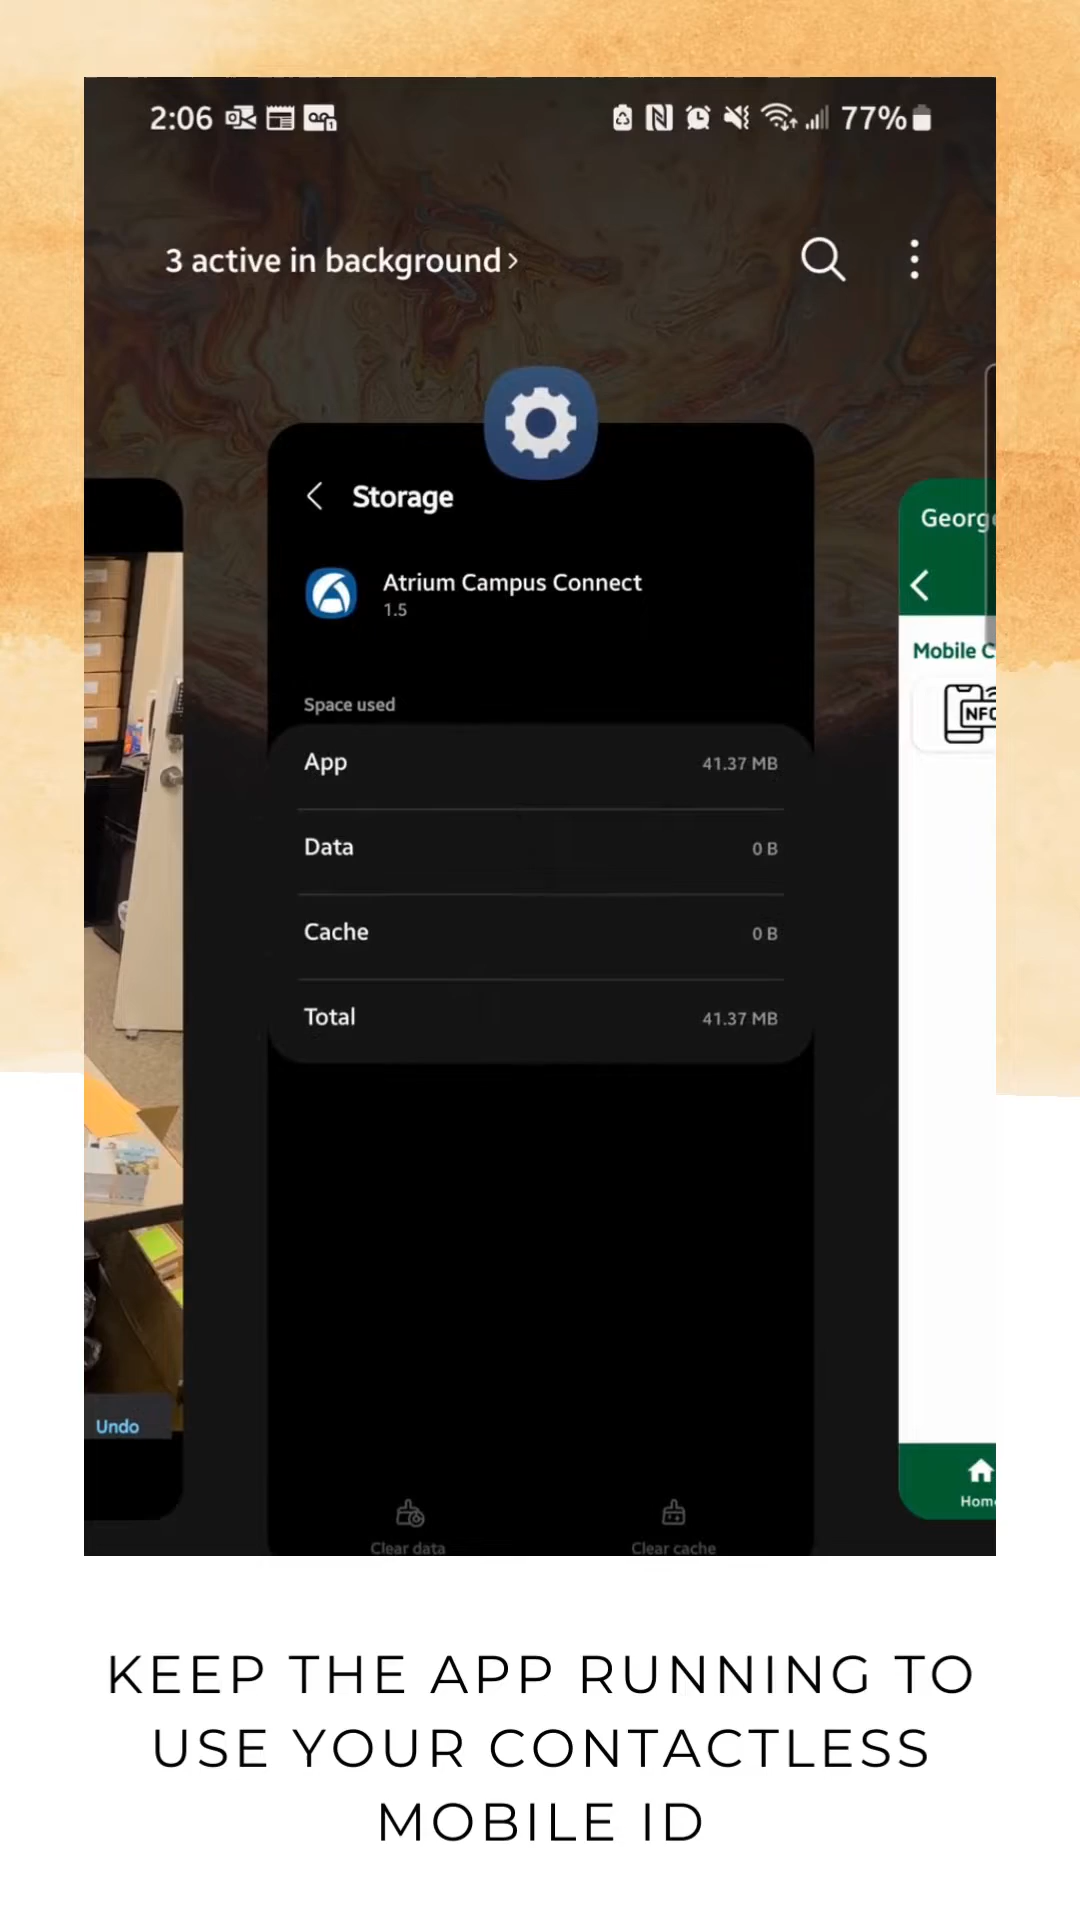 2:06
77%
3 active in background >
Storage
Atrium Campus Connect
1.5
Space used
App 41.37 MB
Data 0 B
Cache 0 B
Total 41.37 MB
Clear data
Clear cache
Undo
Georg
Mobile C
NFC
Home
KEEP THE APP RUNNING TO
USE YOUR CONTACTLESS
MOBILE ID